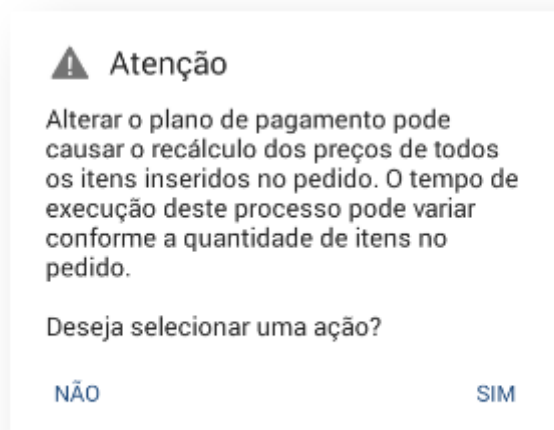 Atenção
Alterar o plano de pagamento pode
causar o recálculo dos preços de todos
os itens inseridos no pedido. O tempo de
execução deste processo pode variar
conforme a quantidade de itens no
pedido.
Deseja selecionar uma ação?
NÃO SIM